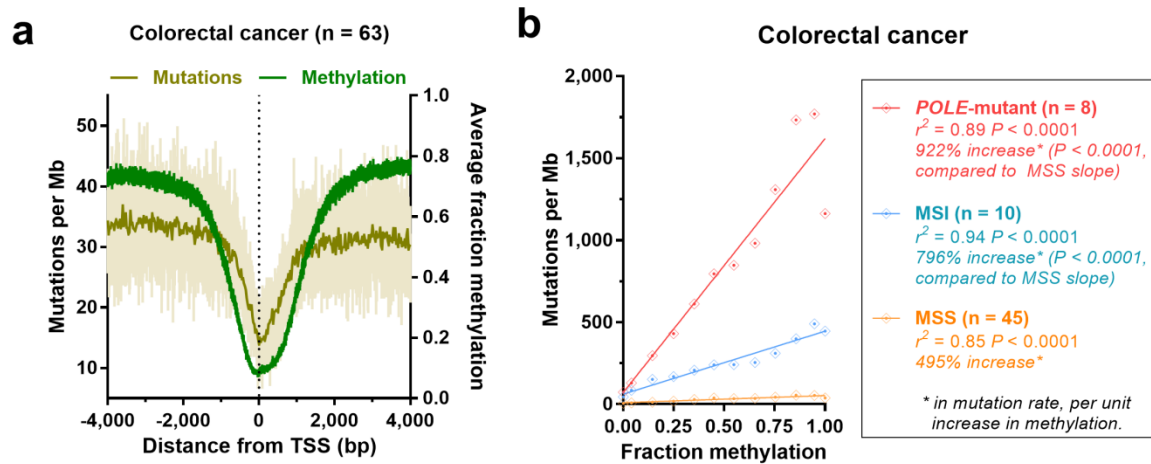 a
Colorectal cancer (n = 63)
Mutations
Methylation
Mutations per Mb
50
40
30
20
10
1.0
0.8
0.6
0.4
0.2
0.0
Average fraction methylation
-4,000
-2,000
0
2,000
4,000
Distance from TSS (bp)
b
Colorectal cancer
Mutations per Mb
2,000
1,500
1,000
500
0
0.00
0.25
0.50
0.75
1.00
Fraction methylation
POLE-mutant (n = 8)
r² = 0.89 P < 0.0001
922% increase* (P < 0.0001,
compared to MSS slope)
MSI (n = 10)
r² = 0.94 P < 0.0001
796% increase* (P < 0.0001,
compared to MSS slope)
MSS (n = 45)
r² = 0.85 P < 0.0001
495% increase*
* in mutation rate, per unit
increase in methylation.